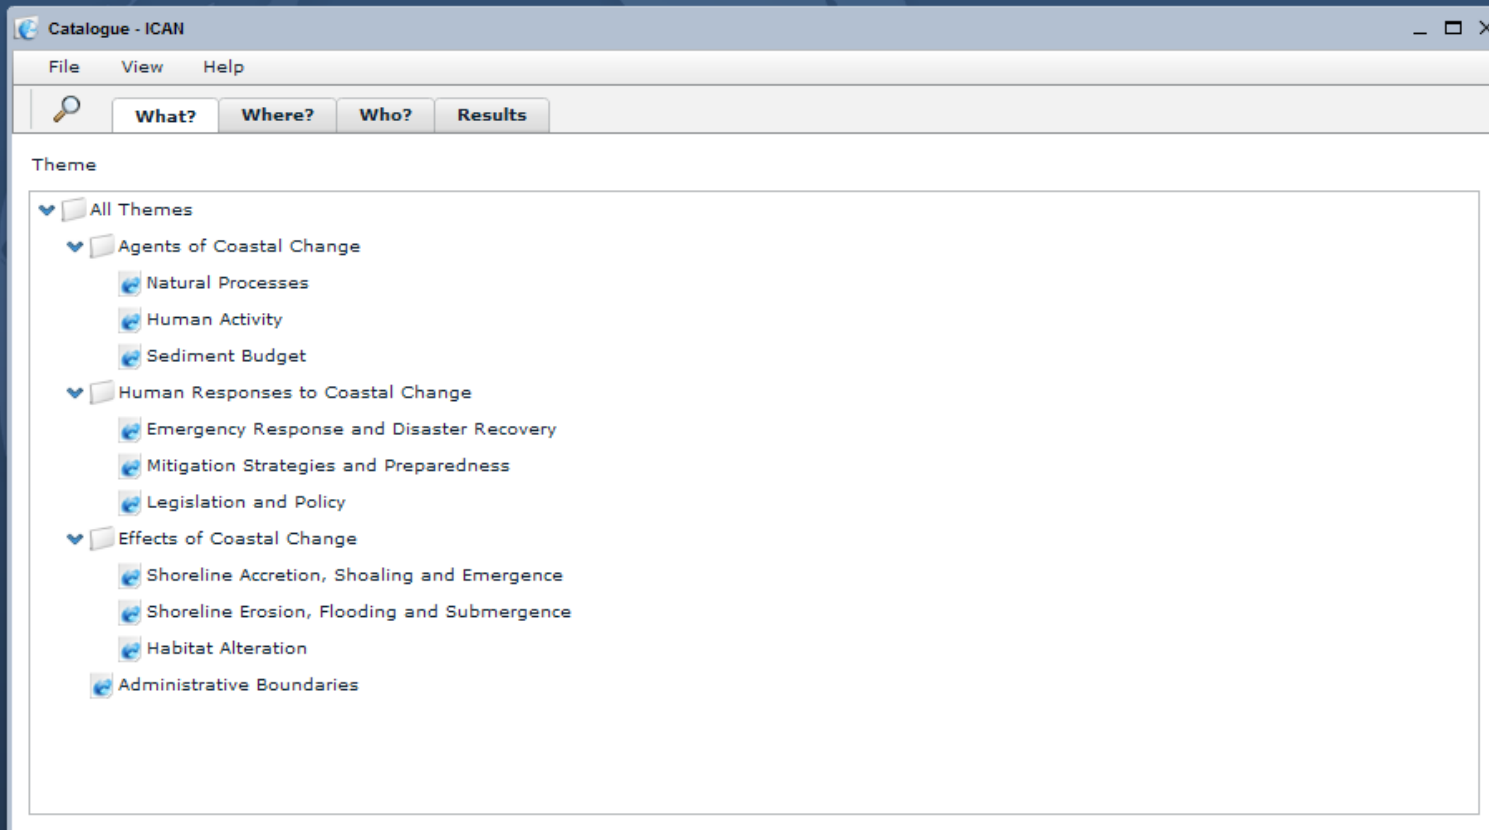 Catalogue - ICAN
File View Help
What? Where? Who? Results
Theme
All Themes
Agents of Coastal Change
Natural Processes
Human Activity
Sediment Budget
Human Responses to Coastal Change
Emergency Response and Disaster Recovery
Mitigation Strategies and Preparedness
Legislation and Policy
Effects of Coastal Change
Shoreline Accretion, Shoaling and Emergence
Shoreline Erosion, Flooding and Submergence
Habitat Alteration
Administrative Boundaries